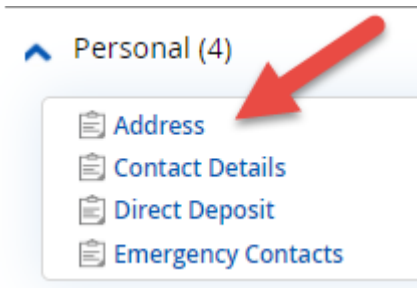 Personal (4)
Address
Contact Details
Direct Deposit
Emergency Contacts